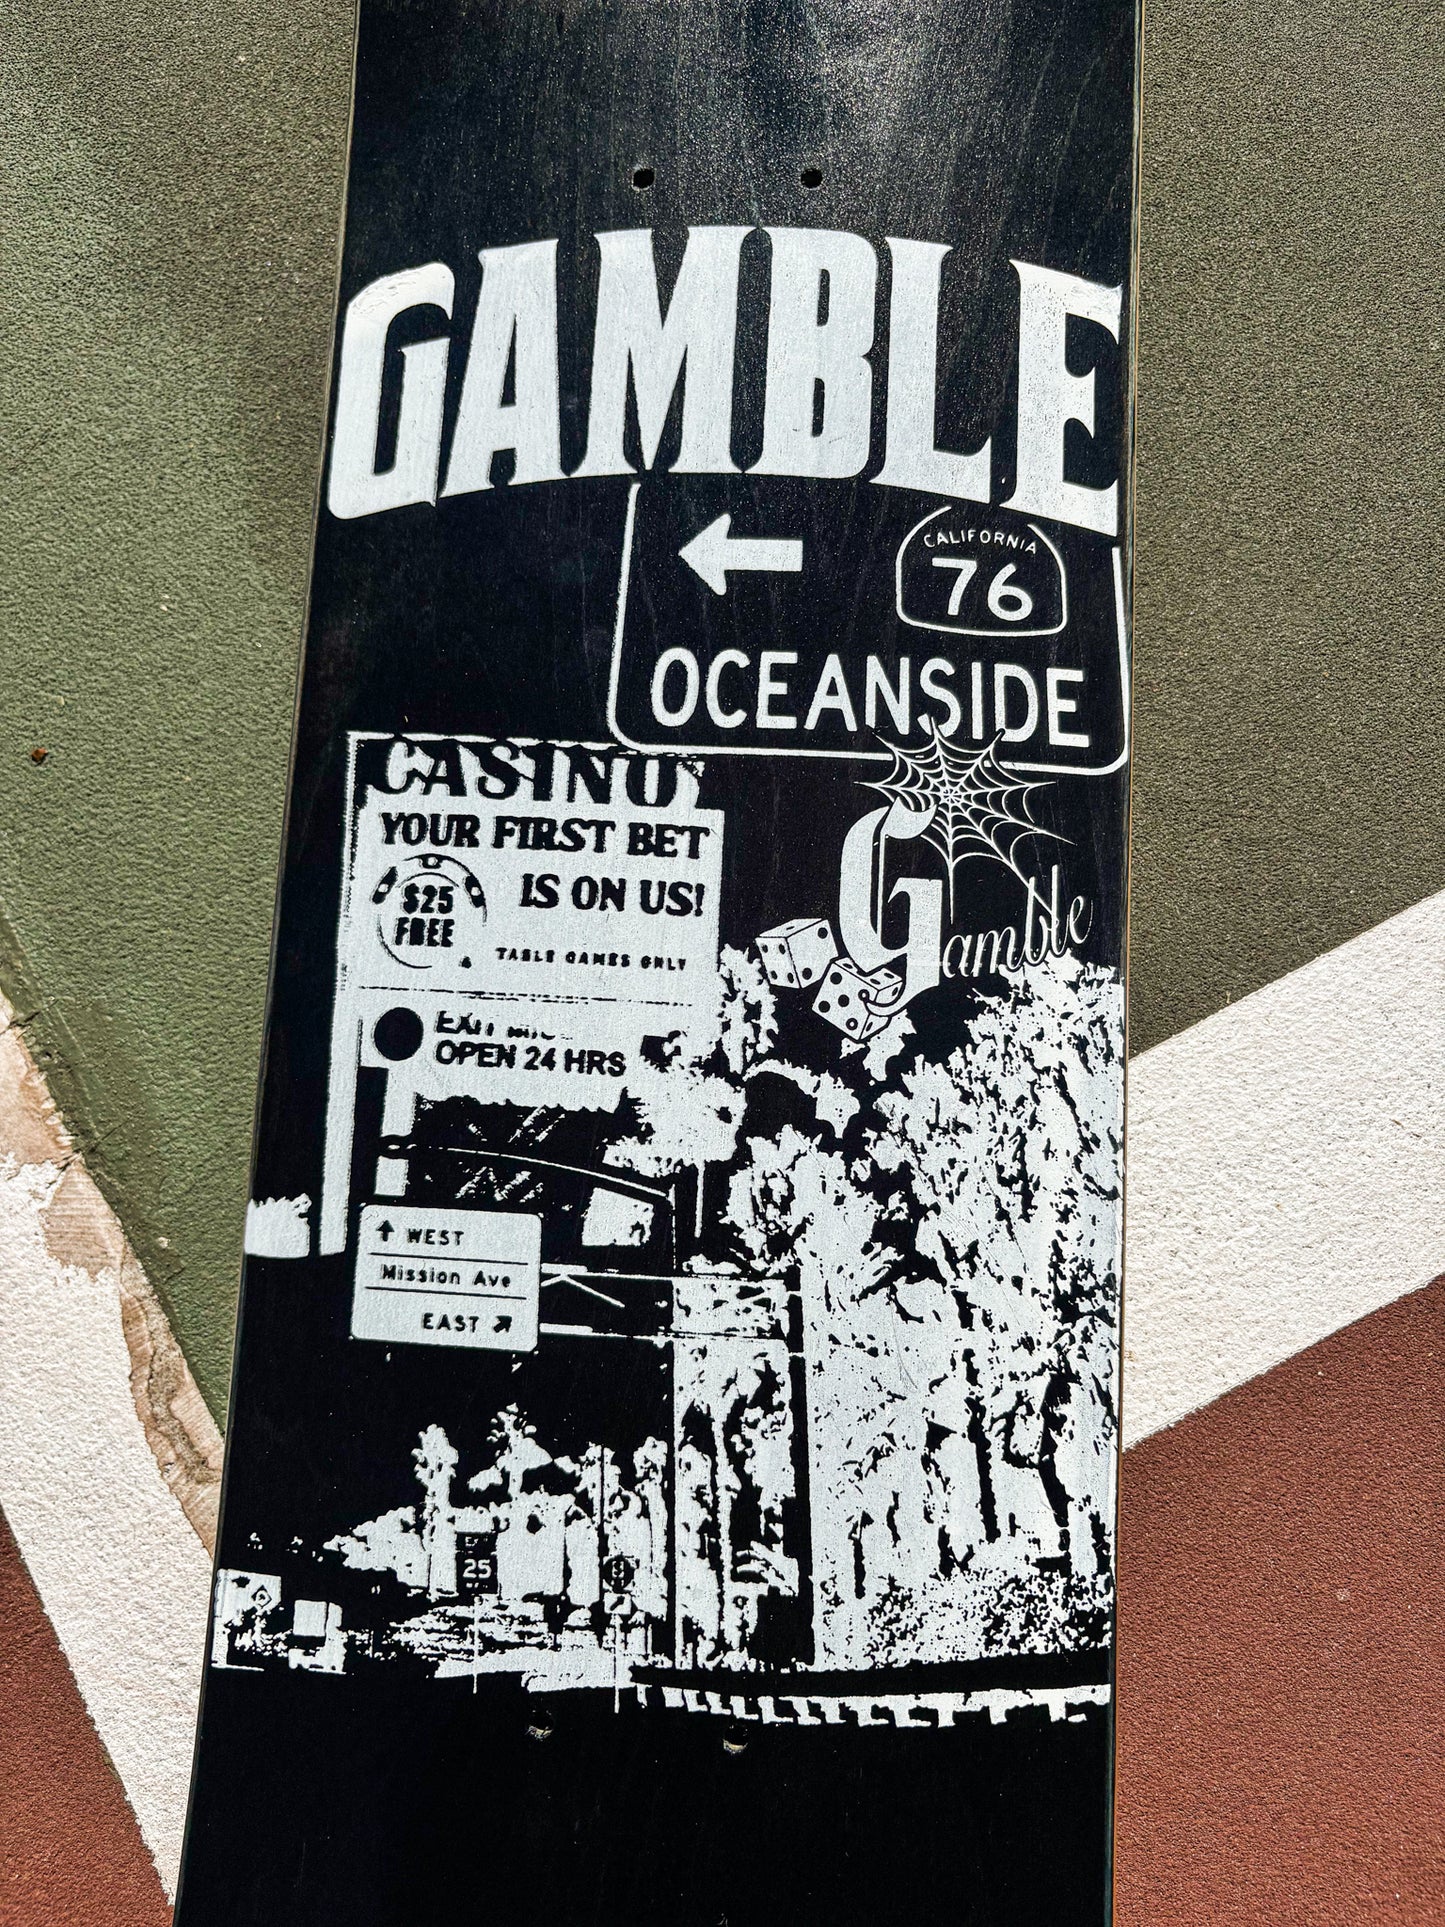 GAMBLE
CALIFORNIA
76
OCEANSIDE
CASINO
YOUR FIRST BET
IS ON US!
$25
FREE
TABLE GAMES ONLY
Gamble
EXIT
OPEN 24 HRS
WEST
Mission Ave
EAST
25